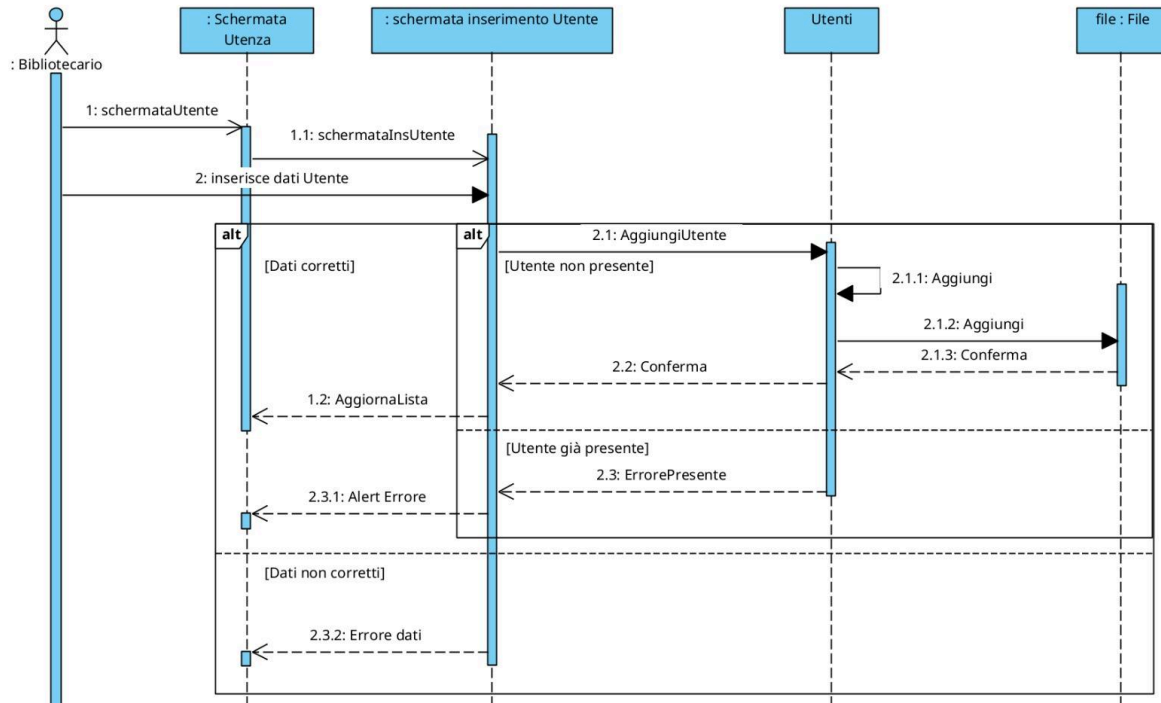 : Schermata
Utenza
: schermata inserimento Utente
Utenti
file : File
: Bibliotecario
1: schermataUtente
1.1: schermataInsUtente
2: inserisce dati Utente
alt
alt
2.1: AggiungiUtente
[Dati corretti]
[Utente non presente]
2.1.1: Aggiungi
2.1.2: Aggiungi
2.1.3: Conferma
2.2: Conferma
1.2: AggiornaLista
[Utente già presente]
2.3: ErrorePresente
2.3.1: Alert Errore
[Dati non corretti]
2.3.2: Errore dati